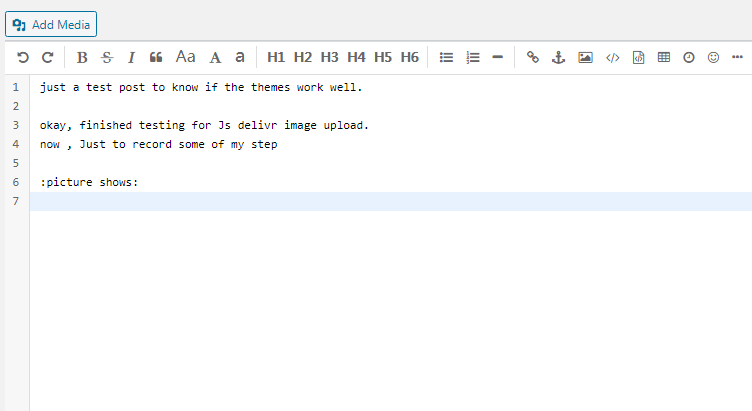 Add Media
B S I “ Aa A a H1 H2 H3 H4 H5 H6
1 just a test post to know if the themes work well.
2
3 okay, finished testing for Js delivr image upload.
4 now , Just to record some of my step
5
6 :picture shows:
7